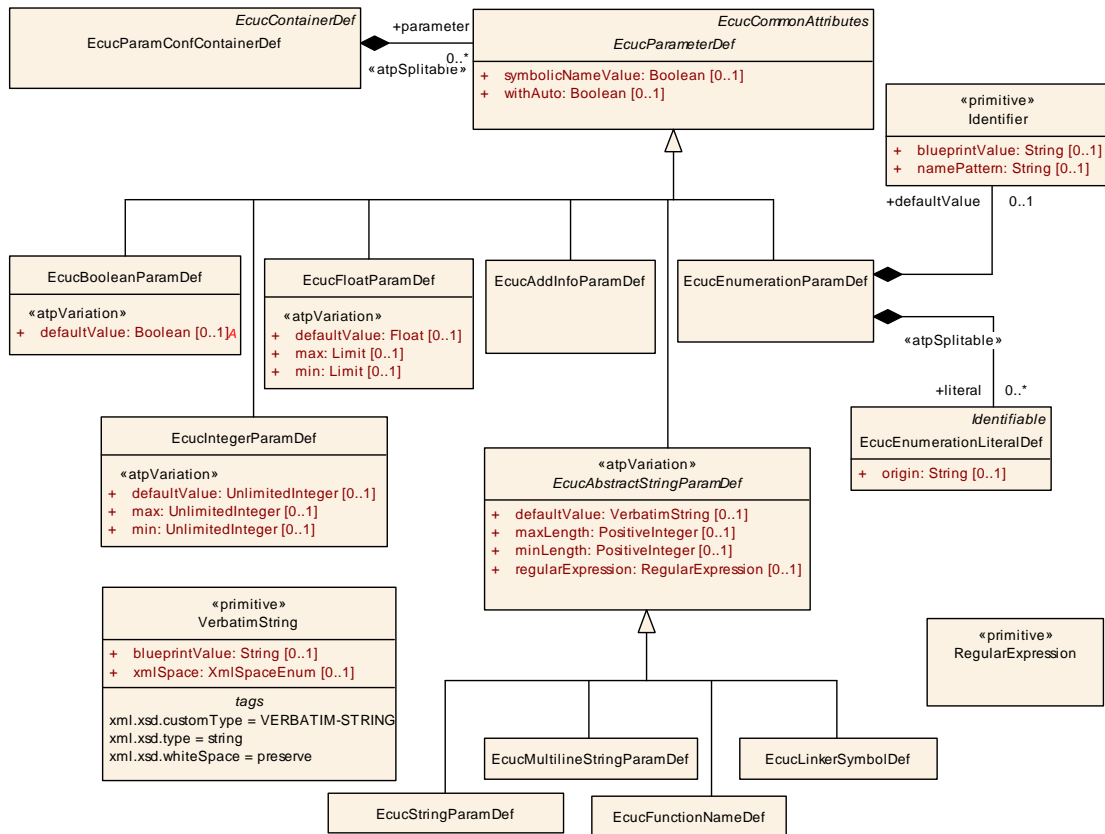 EcucContainerDef
EcucParamConfContainerDef
+parameter
0..*
«atpSplitable»
EcucCommonAttributes
EcucParameterDef
+ symbolicNameValue: Boolean [0..1]
+ withAuto: Boolean [0..1]
«primitive»
Identifier
+ blueprintValue: String [0..1]
+ namePattern: String [0..1]
+defaultValue
0..1
EcucBooleanParamDef
«atpVariation»
+ defaultValue: Boolean [0..1]A
EcucFloatParamDef
«atpVariation»
+ defaultValue: Float [0..1]
+ max: Limit [0..1]
+ min: Limit [0..1]
EcucAddInfoParamDef
EcucEnumerationParamDef
«atpSplitable»
+literal
0..*
EcucIntegerParamDef
«atpVariation»
+ defaultValue: UnlimitedInteger [0..1]
+ max: UnlimitedInteger [0..1]
+ min: UnlimitedInteger [0..1]
Identifiable
EcucEnumerationLiteralDef
+ origin: String [0..1]
«atpVariation»
EcucAbstractStringParamDef
+ defaultValue: VerbatimString [0..1]
+ maxLength: PositiveInteger [0..1]
+ minLength: PositiveInteger [0..1]
+ regularExpression: RegularExpression [0..1]
«primitive»
VerbatimString
+ blueprintValue: String [0..1]
+ xmlSpace: XmlSpaceEnum [0..1]
tags
xml.xsd.customType = VERBATIM-STRING
xml.xsd.type = string
xml.xsd.whiteSpace = preserve
«primitive»
RegularExpression
EcucMultilineStringParamDef
EcucLinkerSymbolDef
EcucStringParamDef
EcucFunctionNameDef